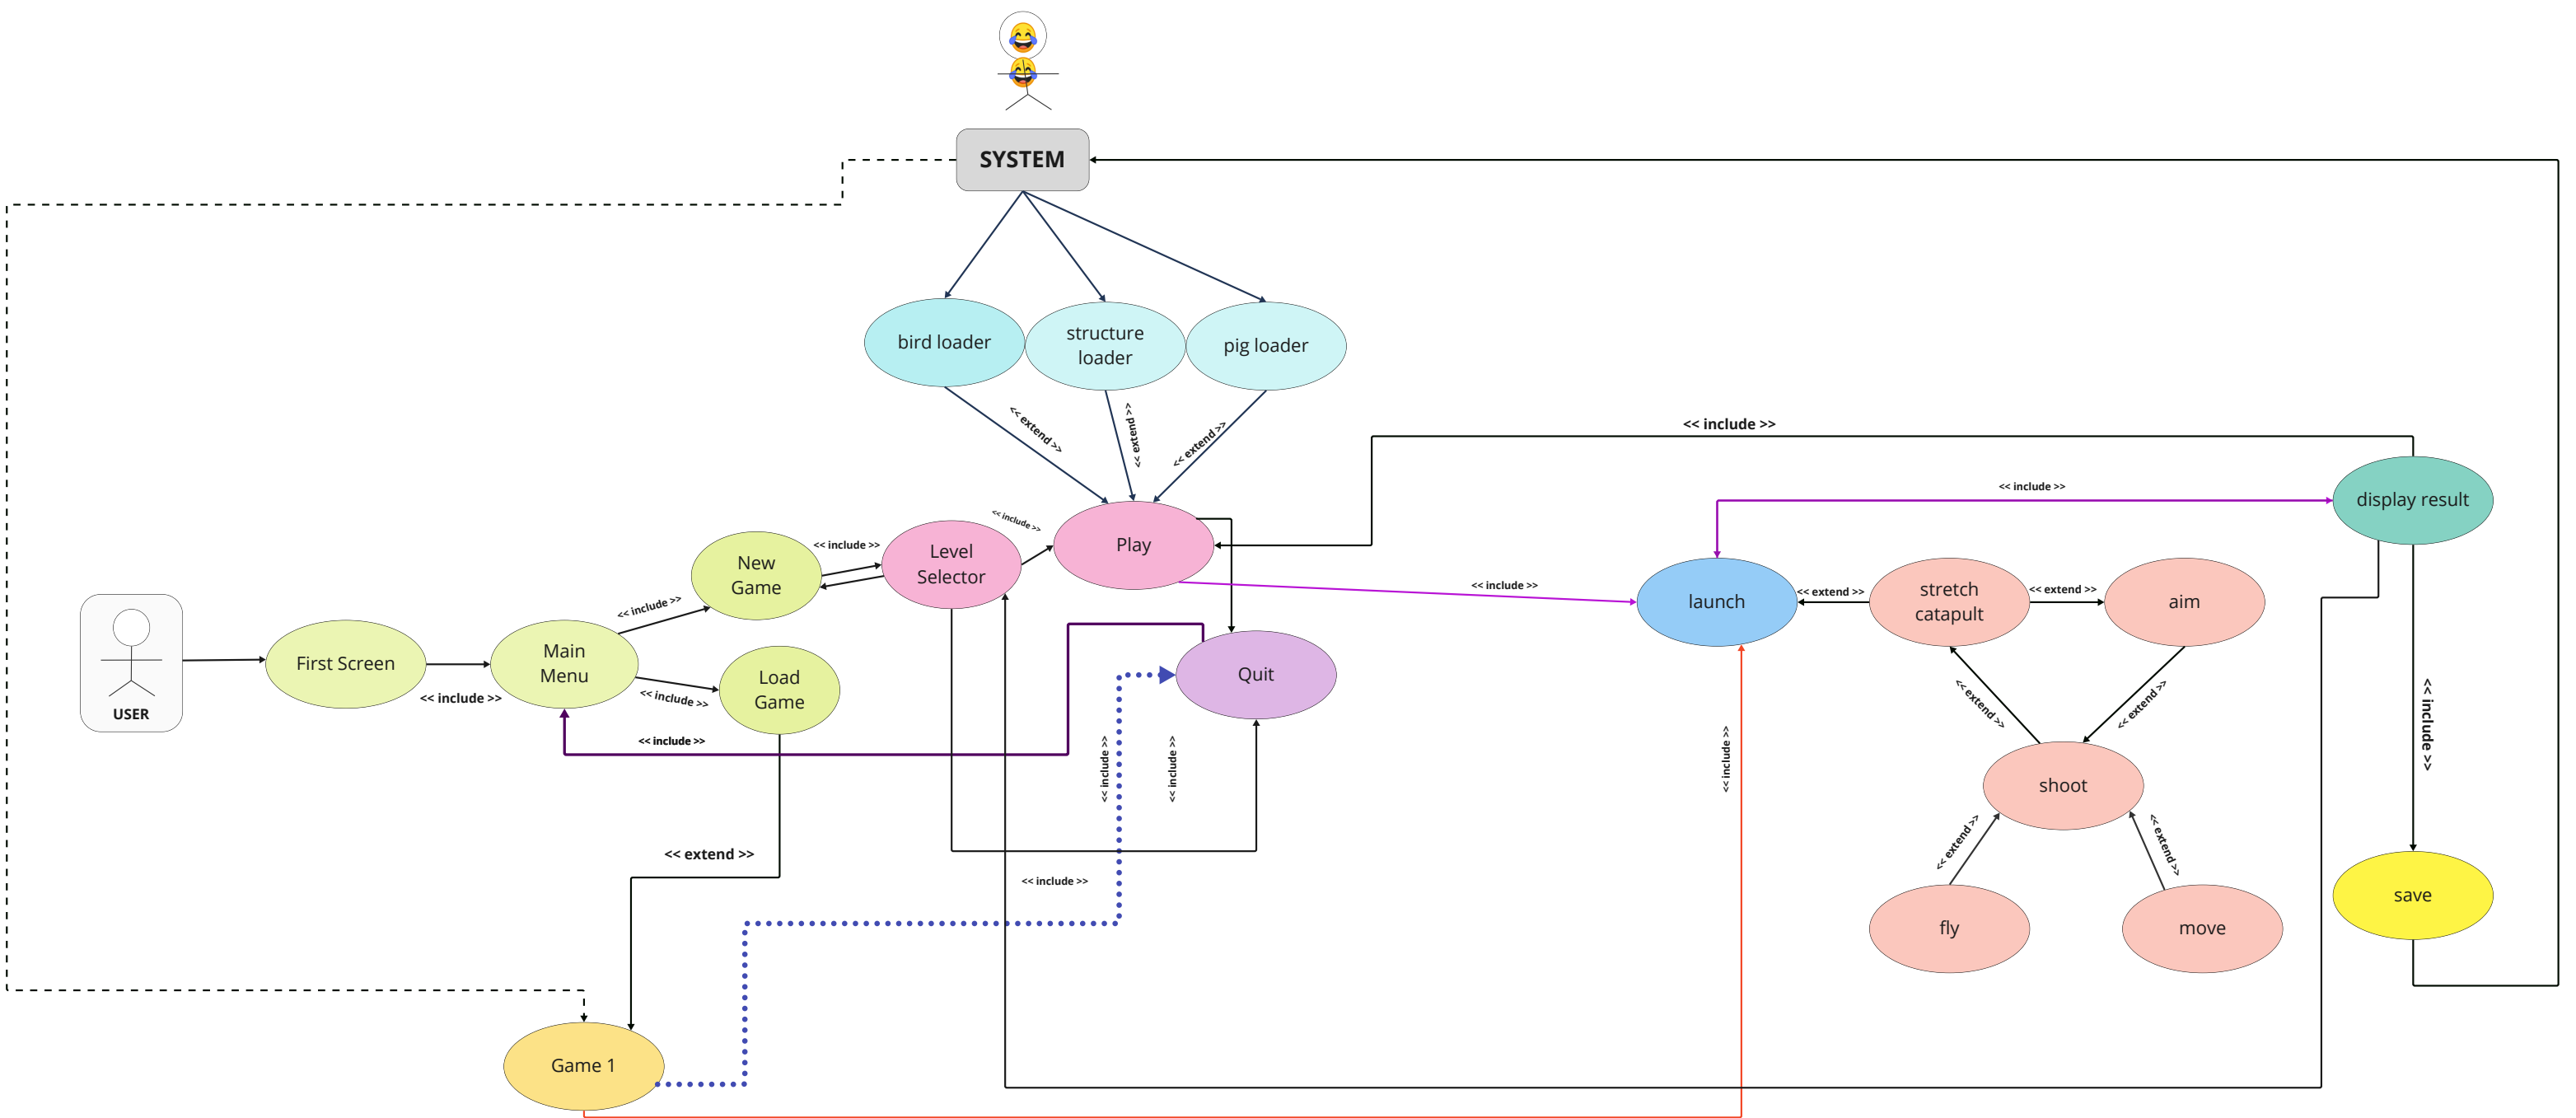 SYSTEM
bird loader
structure
loader
pig loader
<< extend >>
<< extend >>
<< extend >>
<< include >>
<< include >>
display result
<< include >>
Play
<< include >>
New
Game
Level
Selector
<< include >>
launch
<< extend >>
stretch
catapult
<< extend >>
aim
<< include >>
First Screen
Main
Menu
<< include >>
<< include >>
Load
Game
Quit
USER
<< include >>
<< include >>
<< include >>
<< include >>
<< extend >>
<< extend >>
<< include >>
shoot
<< extend >>
<< extend >>
<< extend >>
<< include >>
save
fly
move
Game 1